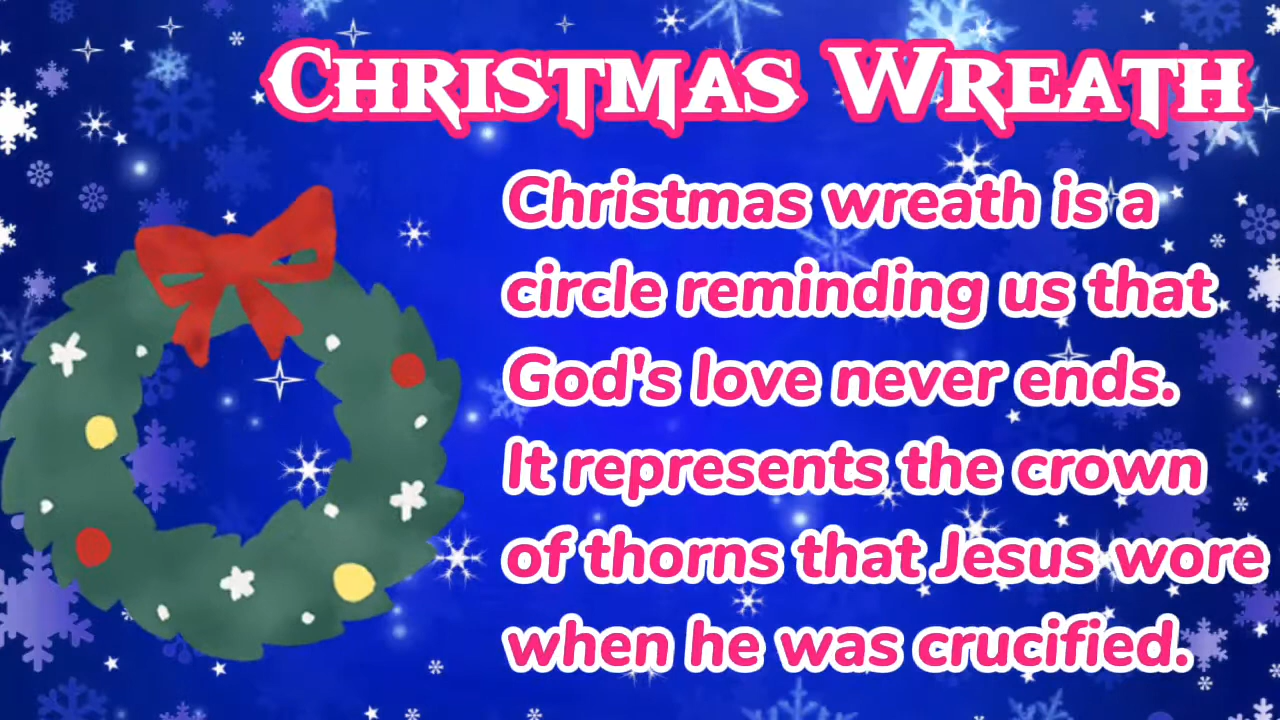 Christmas Wreath
Christmas wreath is a
circle reminding us that
God's love never ends.
It represents the crown
of thorns that Jesus wore
when he was crucified.